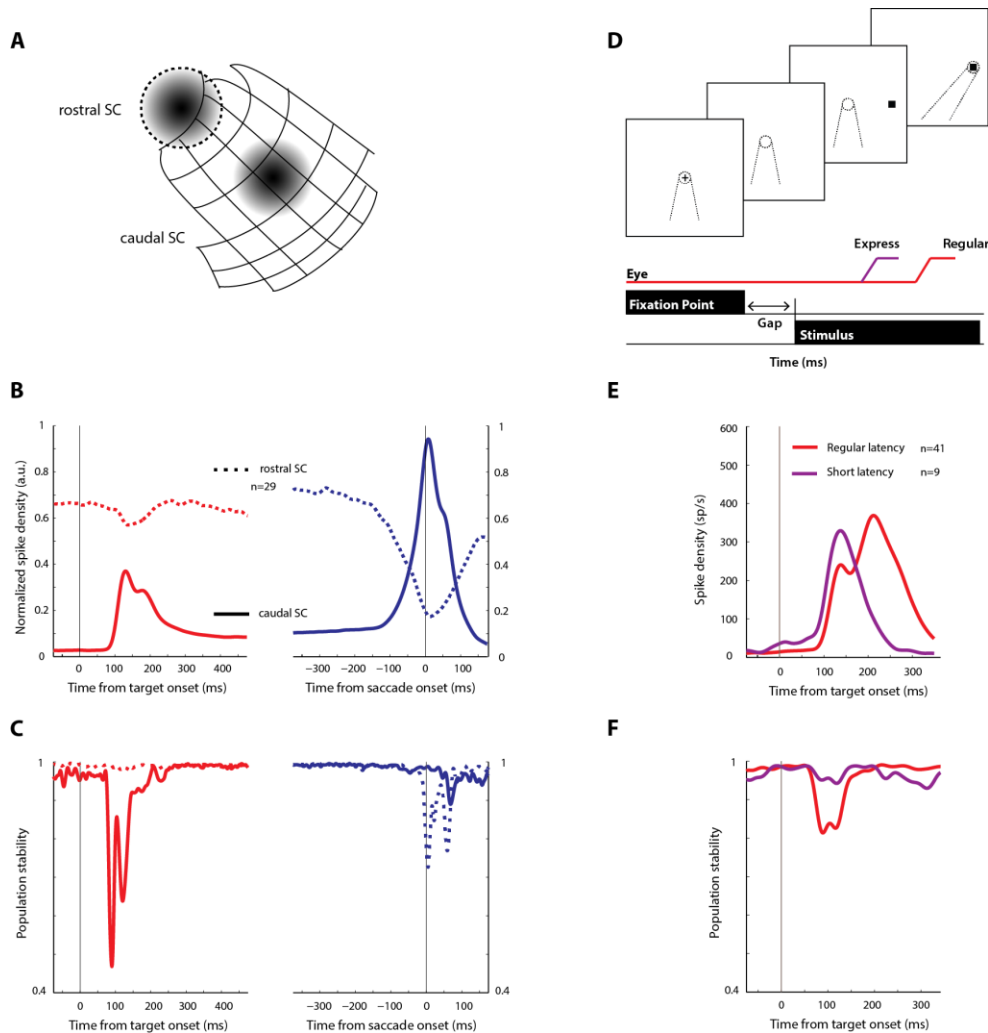 A
rostral SC
caudal SC
D
Express
Regular
Eye
Fixation Point
Gap
Stimulus
Time (ms)
B
Normalized spike density (a.u.)
1
0.8
0.6
0.4
0.2
0
0 100 200 300 400
Time from target onset (ms)
rostral SC
n=29
caudal SC
1
0.8
0.6
0.4
0.2
0
−300 −200 −100 0 100
Time from saccade onset (ms)
E
Spike density (sp/s)
600
500
400
300
200
100
0
Regular latency n=41
Short latency n=9
0 100 200 300
Time from target onset (ms)
C
Population stability
1
0.4
0 100 200 300 400
Time from target onset (ms)
1
0.4
−300 −200 −100 0 100
Time from saccade onset (ms)
F
Population stability
1
0.4
0 100 200 300
Time from target onset (ms)